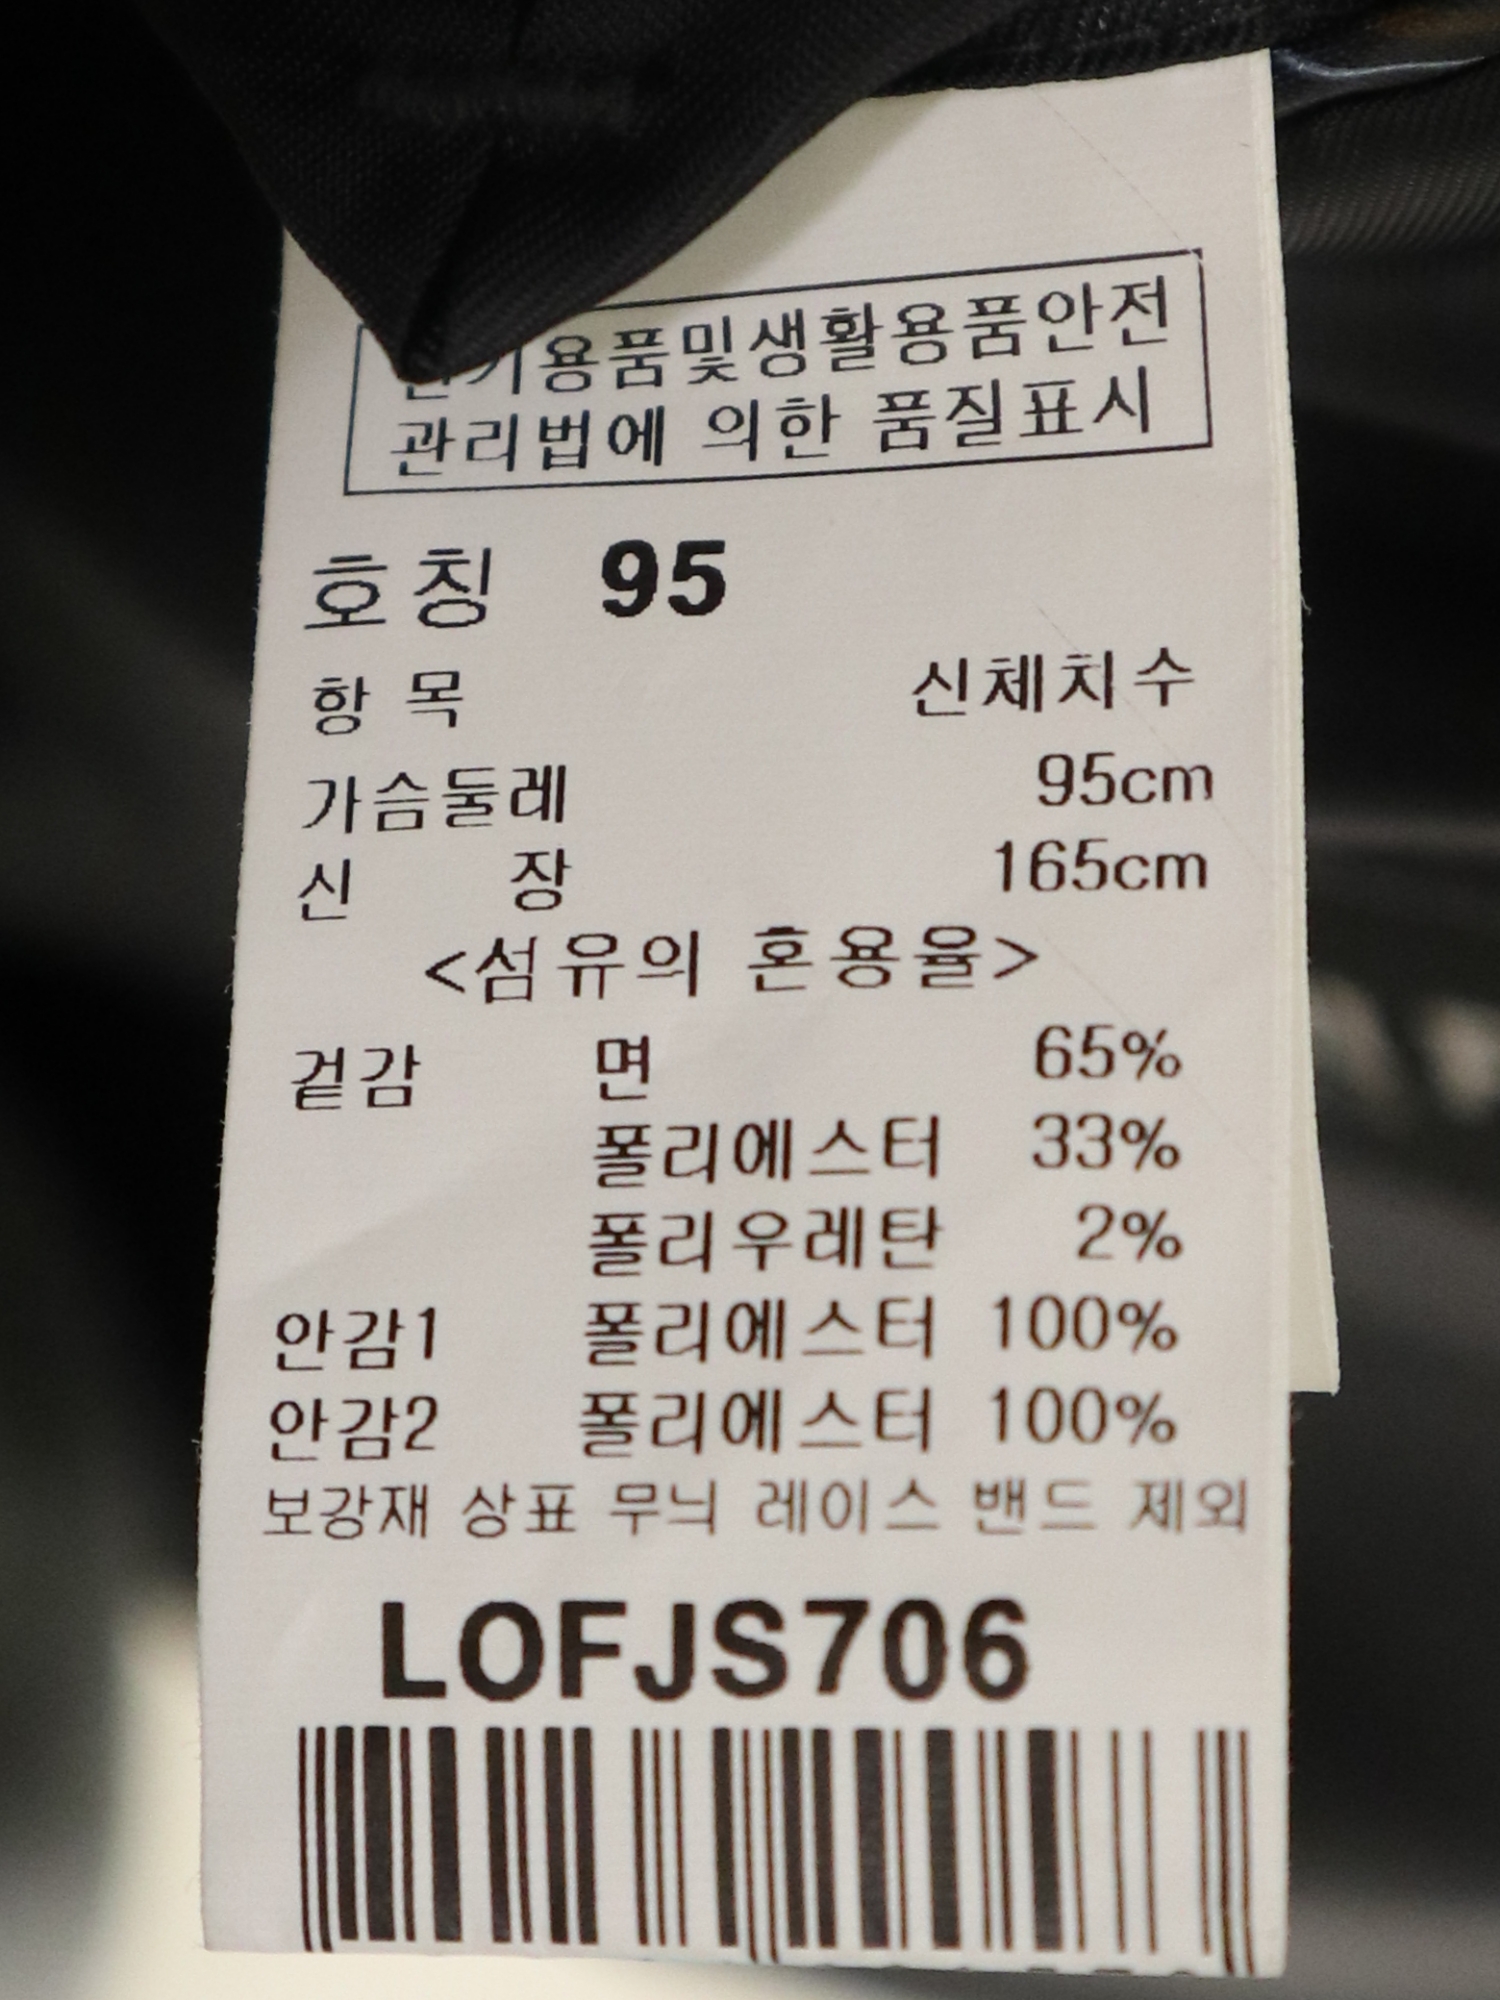 용품및생활용품안전
관리법에 의한 품질표시
호칭 95
항목 신체치수
가슴둘레 95cm
신 장 165cm
<섬유의 혼용율>
겉감 면 65%
폴리에스터 33%
폴리우레탄 2%
안감1 폴리에스터 100%
안감2 폴리에스터 100%
보강재 상표 무늬 레이스 밴드 제외
LOFJS706